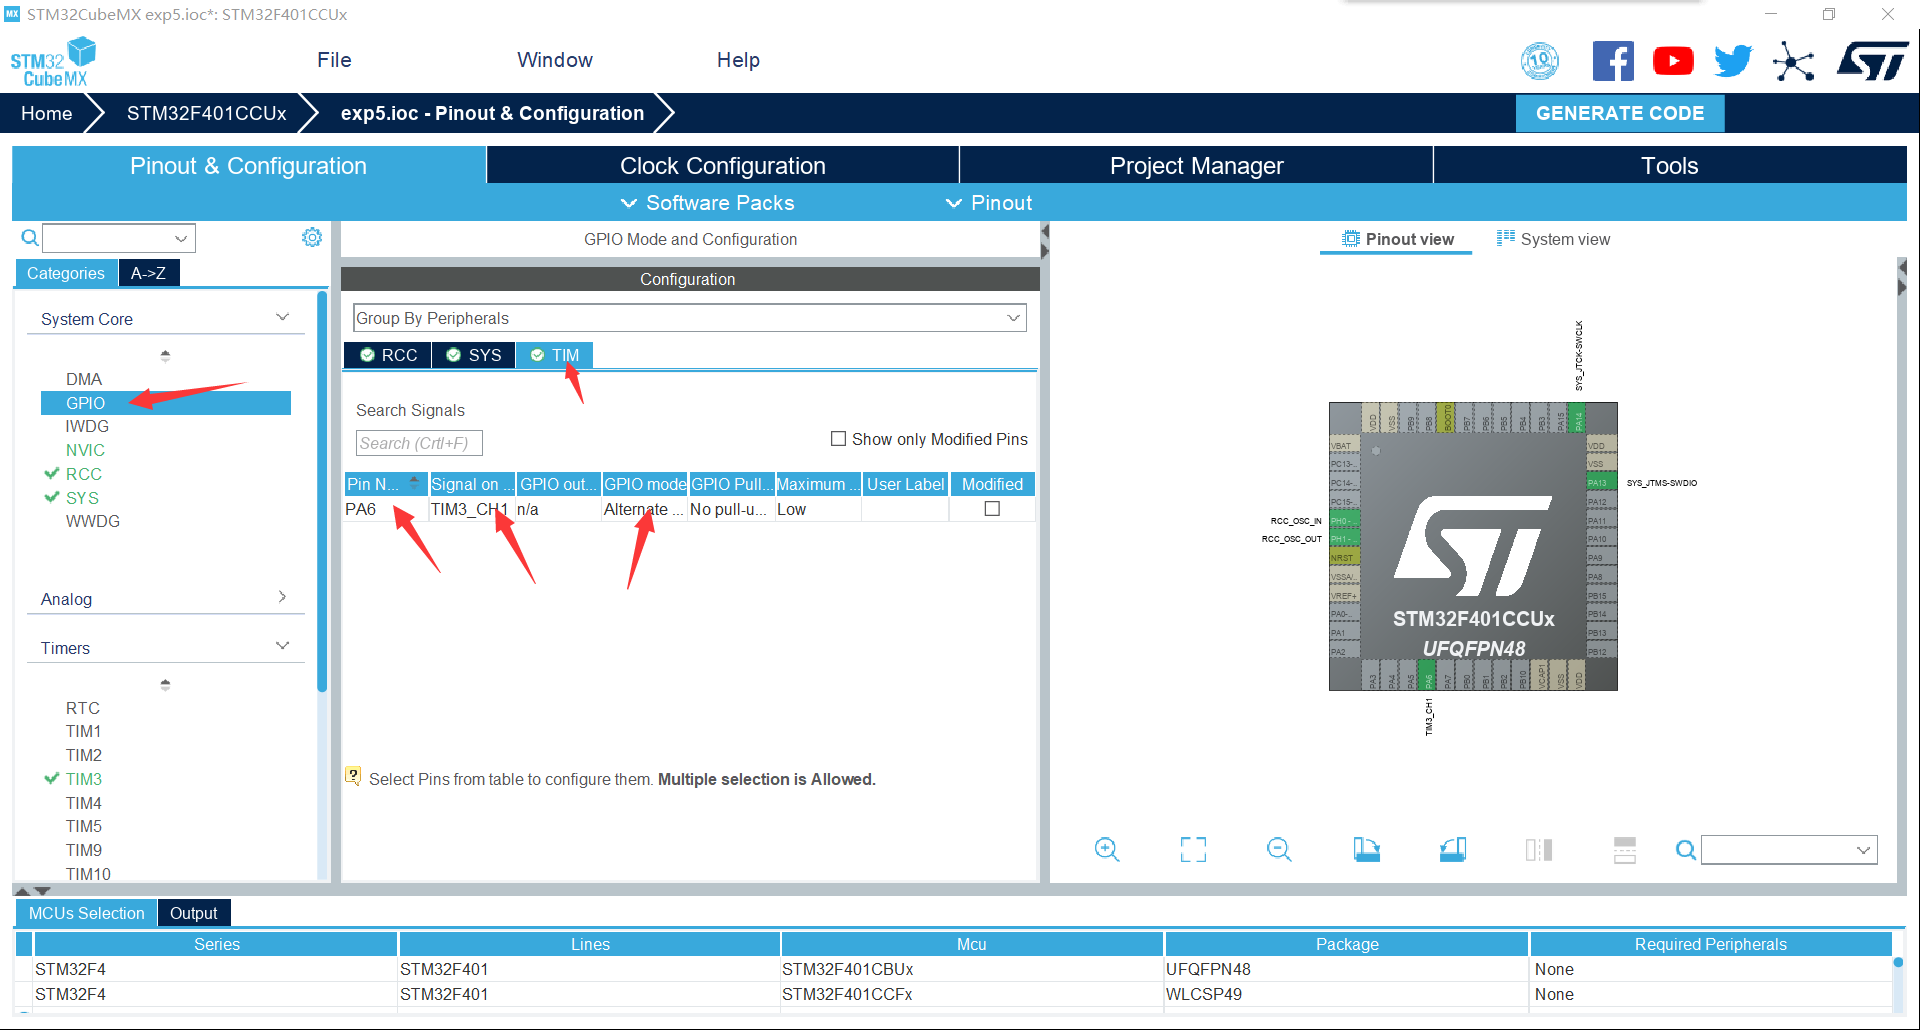 MX STM32CubeMX exp5.ioc*: STM32F401CCUx
STM32 CubeMX
File Window Help
10
Home STM32F401CCUx exp5.ioc - Pinout & Configuration GENERATE CODE
Pinout & Configuration Clock Configuration Project Manager Tools
Software Packs Pinout
Categories A->Z
System Core
DMA
GPIO
IWDG
NVIC
RCC
SYS
WWDG
Analog
Timers
RTC
TIM1
TIM2
TIM3
TIM4
TIM5
TIM9
TIM10
GPIO Mode and Configuration
Configuration
Group By Peripherals
RCC SYS TIM
Search Signals
Search (Crtl+F)
Show only Modified Pins
Pin N... Signal on ... GPIO out... GPIO mode GPIO Pull... Maximum ... User Label Modified
PA6 TIM3_CH1 n/a Alternate ... No pull-u... Low
? Select Pins from table to configure them. Multiple selection is Allowed.
Pinout view System view
SYS_JTCK-SWCLK
VDD VSS PB9 PB8 BOOT0 PB7 PB6 PB5 PB4 PB3 PA15 PA14
VBAT
PC13-..
PC14-..
PC15-..
RCC_OSC_IN PH0-..
RCC_OSC_OUT PH1-..
NRST
VSSA/..
VREF+
PA0-..
PA1
PA2
VDD
VSS
PA13 SYS_JTMS-SWDIO
PA12
PA11
PA10
PA9
PA8
PB15
PB14
PB13
PB12
ST
STM32F401CCUx
UFQFPN48
PA3 PA4 PA5 PA6 PA7 PB0 PB1 PB2 PB10 VCAP1 VSS VDD
TIM3_CH1
MCUs Selection Output
Series Lines Mcu Package Required Peripherals
STM32F4 STM32F401 STM32F401CBUx UFQFPN48 None
STM32F4 STM32F401 STM32F401CCFx WLCSP49 None